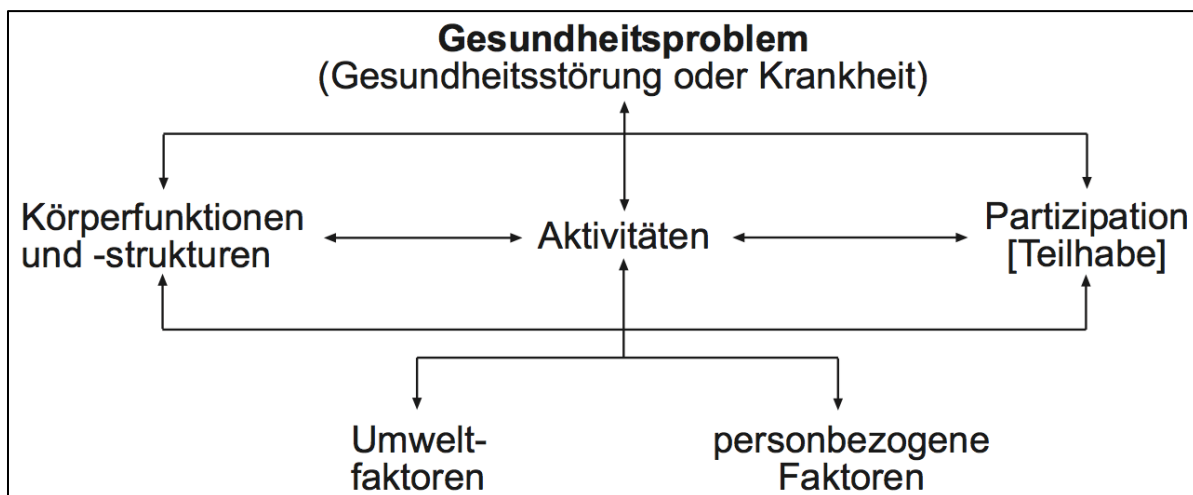 Gesundheitsproblem
(Gesundheitsstörung oder Krankheit)
Körperfunktionen
und -strukturen
Aktivitäten
Partizipation
[Teilhabe]
Umwelt-
faktoren
personbezogene
Faktoren